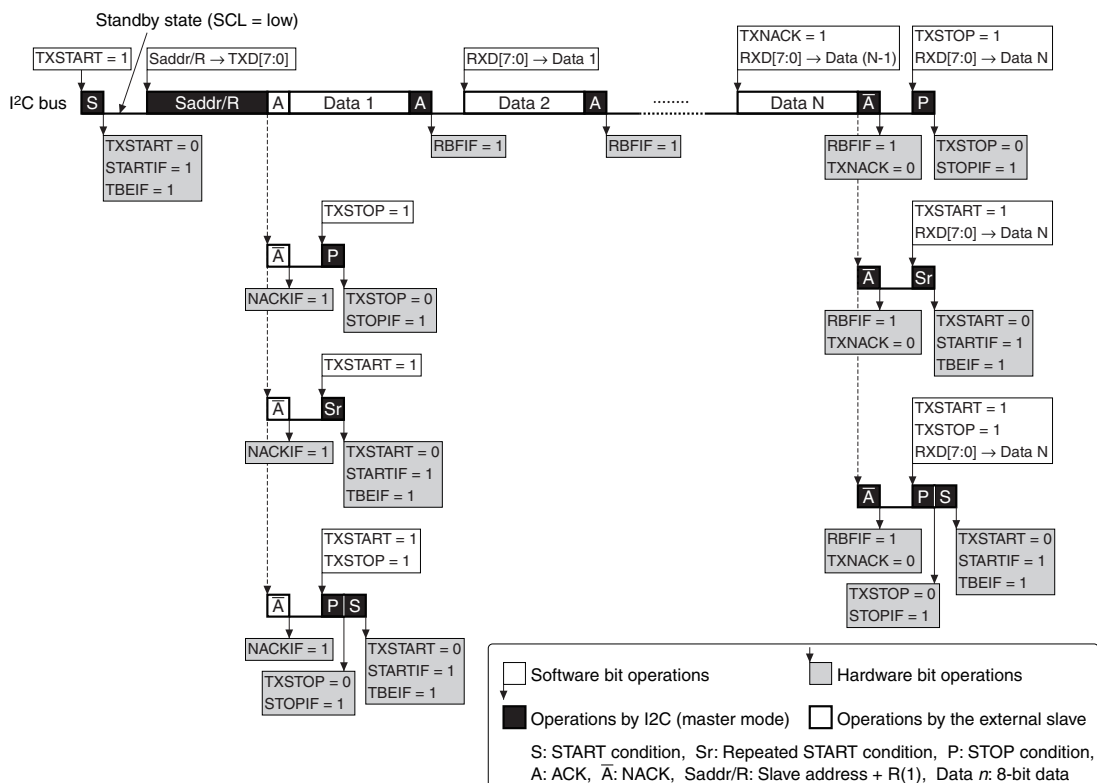 Standby state (SCL = low)
TXSTART = 1
Saddr/R → TXD[7:0]
RXD[7:0] → Data 1
TXNACK = 1
RXD[7:0] → Data (N-1)
TXSTOP = 1
RXD[7:0] → Data N
I²C bus
S
Saddr/R
A
Data 1
A
Data 2
A
........
Data N
A̅
P
TXSTART = 0
STARTIF = 1
TBEIF = 1
RBFIF = 1
RBFIF = 1
RBFIF = 1
TXNACK = 0
TXSTOP = 0
STOPIF = 1
TXSTOP = 1
A̅
P
NACKIF = 1
TXSTOP = 0
STOPIF = 1
TXSTART = 1
RXD[7:0] → Data N
A̅
Sr
RBFIF = 1
TXNACK = 0
TXSTART = 0
STARTIF = 1
TBEIF = 1
TXSTART = 1
A̅
Sr
NACKIF = 1
TXSTART = 0
STARTIF = 1
TBEIF = 1
TXSTART = 1
TXSTOP = 1
RXD[7:0] → Data N
A̅
P
S
RBFIF = 1
TXNACK = 0
TXSTOP = 0
STOPIF = 1
TXSTART = 0
STARTIF = 1
TBEIF = 1
TXSTART = 1
TXSTOP = 1
A̅
P
S
NACKIF = 1
TXSTOP = 0
STOPIF = 1
TXSTART = 0
STARTIF = 1
TBEIF = 1
Software bit operations
Hardware bit operations
Operations by I2C (master mode)
Operations by the external slave
S: START condition, Sr: Repeated START condition, P: STOP condition,
A: ACK, A̅: NACK, Saddr/R: Slave address + R(1), Data n: 8-bit data